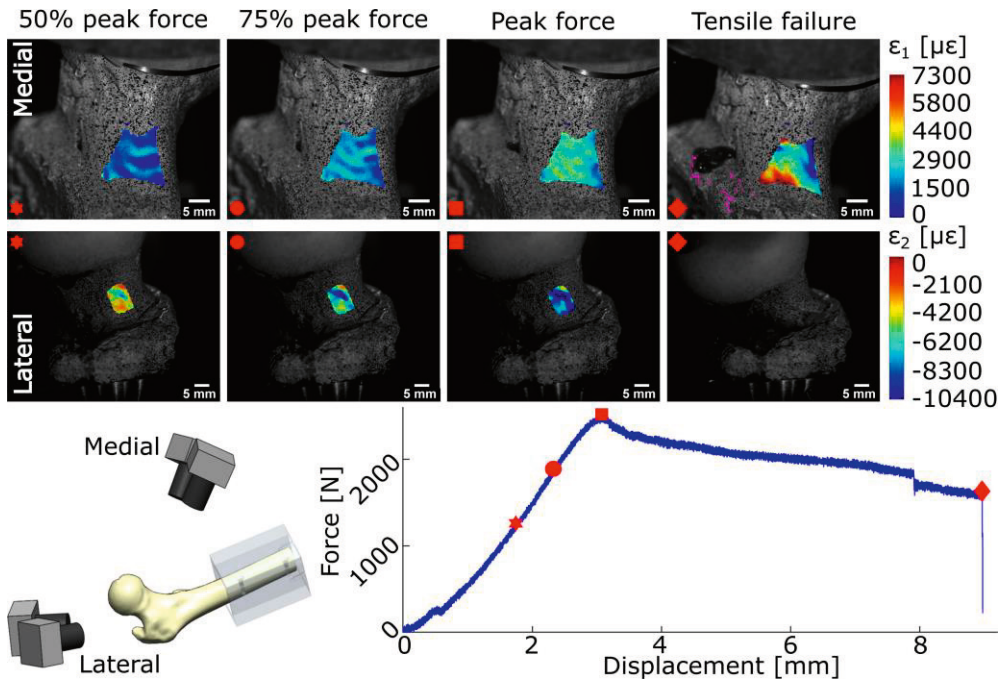 50% peak force
75% peak force
Peak force
Tensile failure
Medial
5 mm
5 mm
5 mm
5 mm
ε₁ [με]
7300
5800
4400
2900
1500
0
Lateral
5 mm
5 mm
5 mm
5 mm
ε₂ [με]
0
-2100
-4200
-6200
-8300
-10400
Medial
Lateral
Force [N]
2000
1000
0
0
2
4
6
8
Displacement [mm]